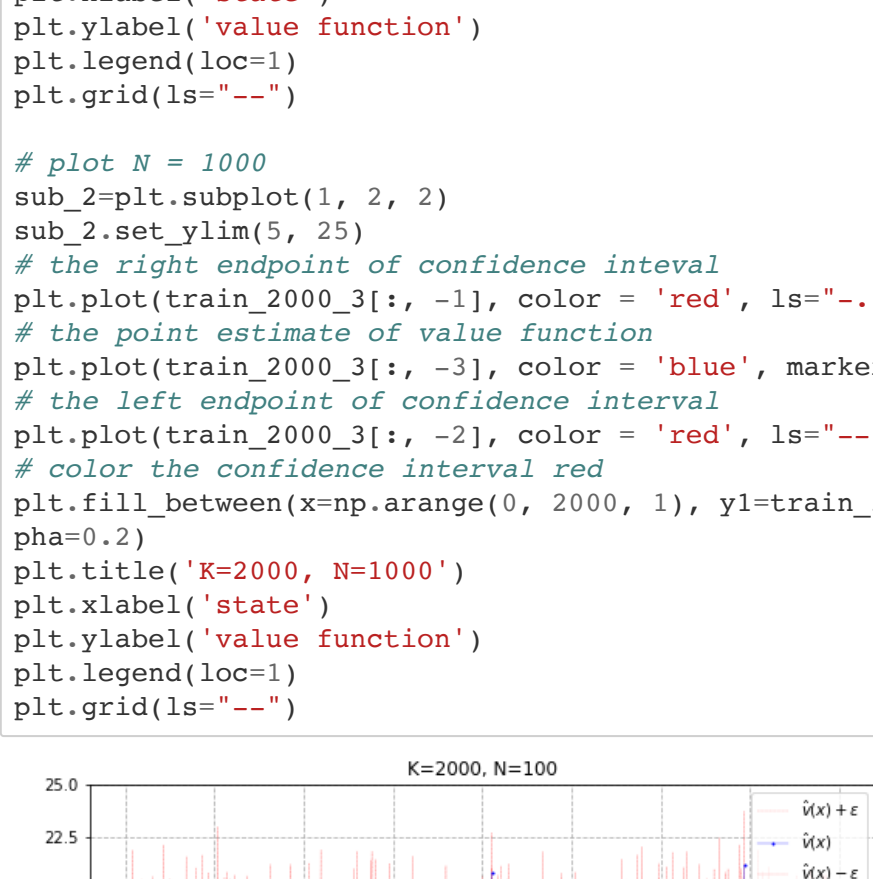 plt.ylabel('value function')
plt.legend(loc=1)
plt.grid(ls="--")
# plot N = 1000
sub_2=plt.subplot(1, 2, 2)
sub_2.set_ylim(5, 25)
# the right endpoint of confidence inteval
plt.plot(train_2000_3[:, -1], color = 'red', ls="-.
# the point estimate of value function
plt.plot(train_2000_3[:, -3], color = 'blue', marke
# the left endpoint of confidence interval
plt.plot(train_2000_3[:, -2], color = 'red', ls="--
# color the confidence interval red
plt.fill_between(x=np.arange(0, 2000, 1), y1=train_
pha=0.2)
plt.title('K=2000, N=1000')
plt.xlabel('state')
plt.ylabel('value function')
plt.legend(loc=1)
plt.grid(ls="--")
K=2000, N=100
25.0
22.5
v̂(x) + ε
v̂(x)
v̂(x) − ε